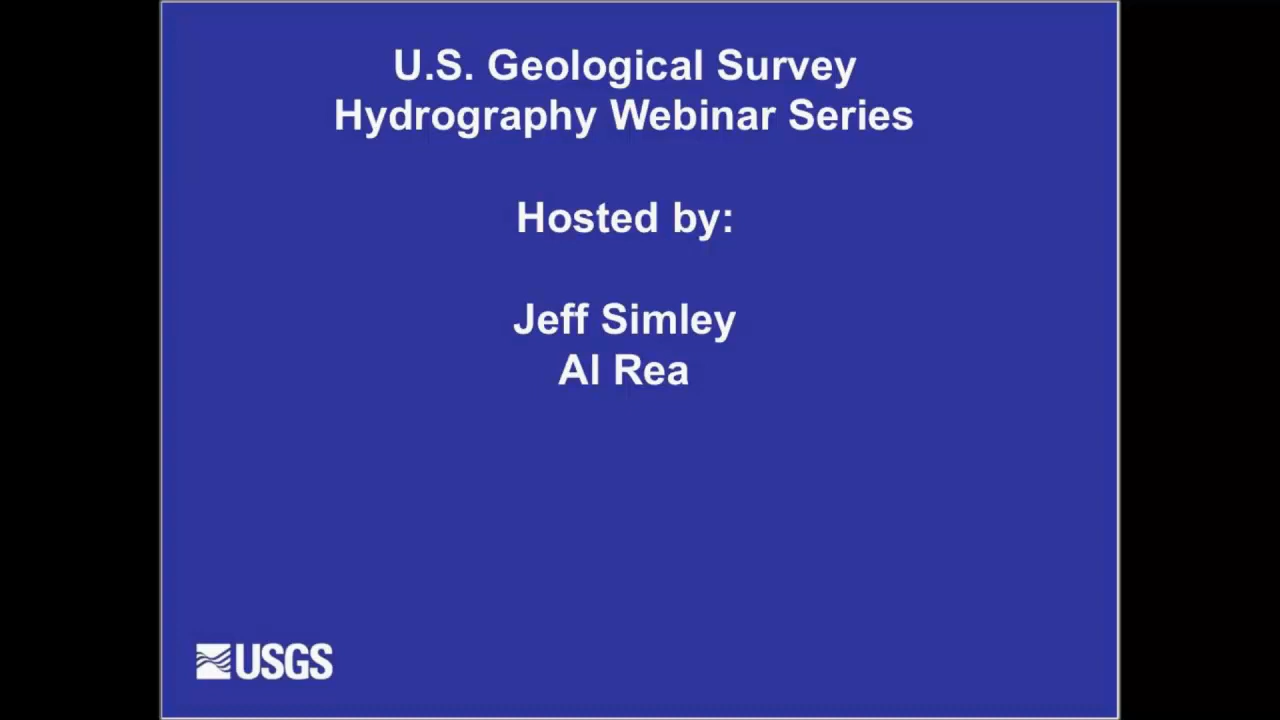 U.S. Geological Survey
Hydrography Webinar Series
Hosted by:
Jeff Simley
Al Rea
USGS